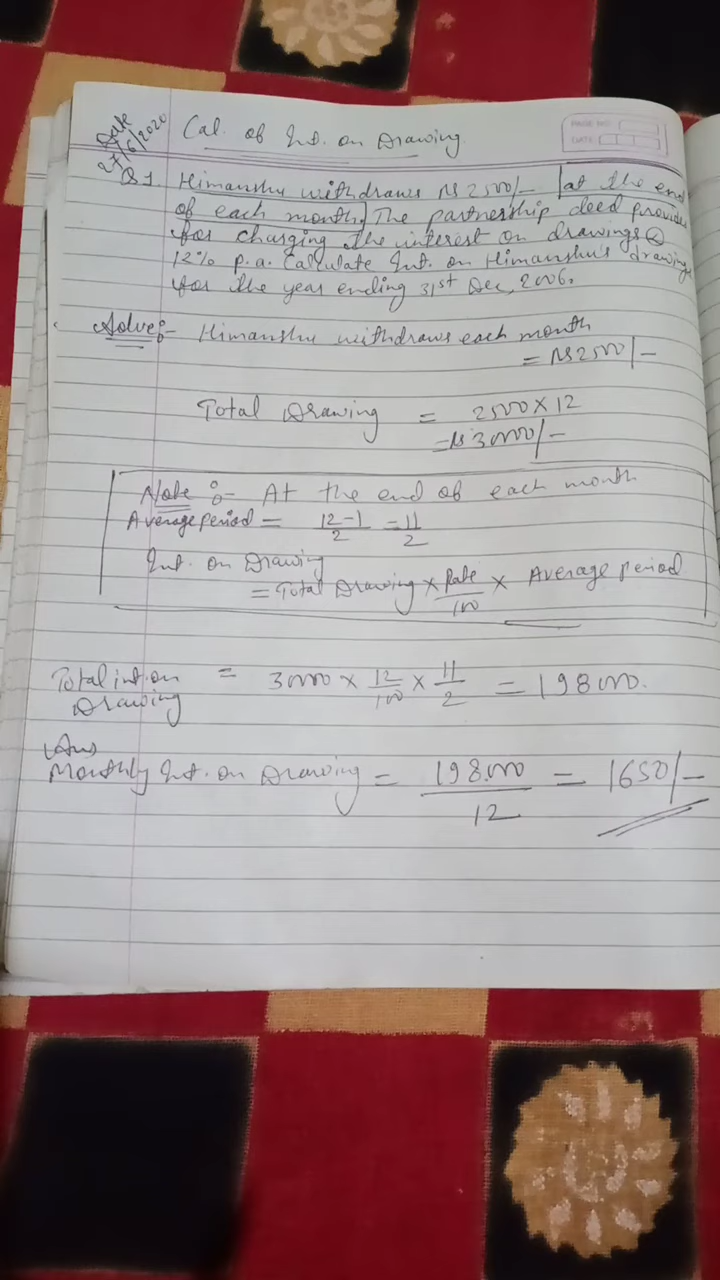 Date
27/6/2020
Cal. of Int. on Drawing.
PAGE NO.
DATE
Q1. Himanshu withdraws Rs 2500/- [at the end
of each month.] The partnership deed provides
for charging the interest on drawings @
12% p.a. Calculate Int. on Himanshu's drawings
for the year ending 31st Dec, 2006.
Solve:- Himanshu withdraws each month
= Rs 2500/-
Total Drawing = 2500 × 12
= Rs 30000/-
Note:- At the end of each month
Average period = 12-1/2 = 11/2
Int. on Drawing
= Total Drawing × Rate/100 × Average period
Total int. on Drawing = 30000 × 12/100 × 11/2 = 19800.
Ans
Monthly Int. on Drawing = 19800/12 = 1650/-